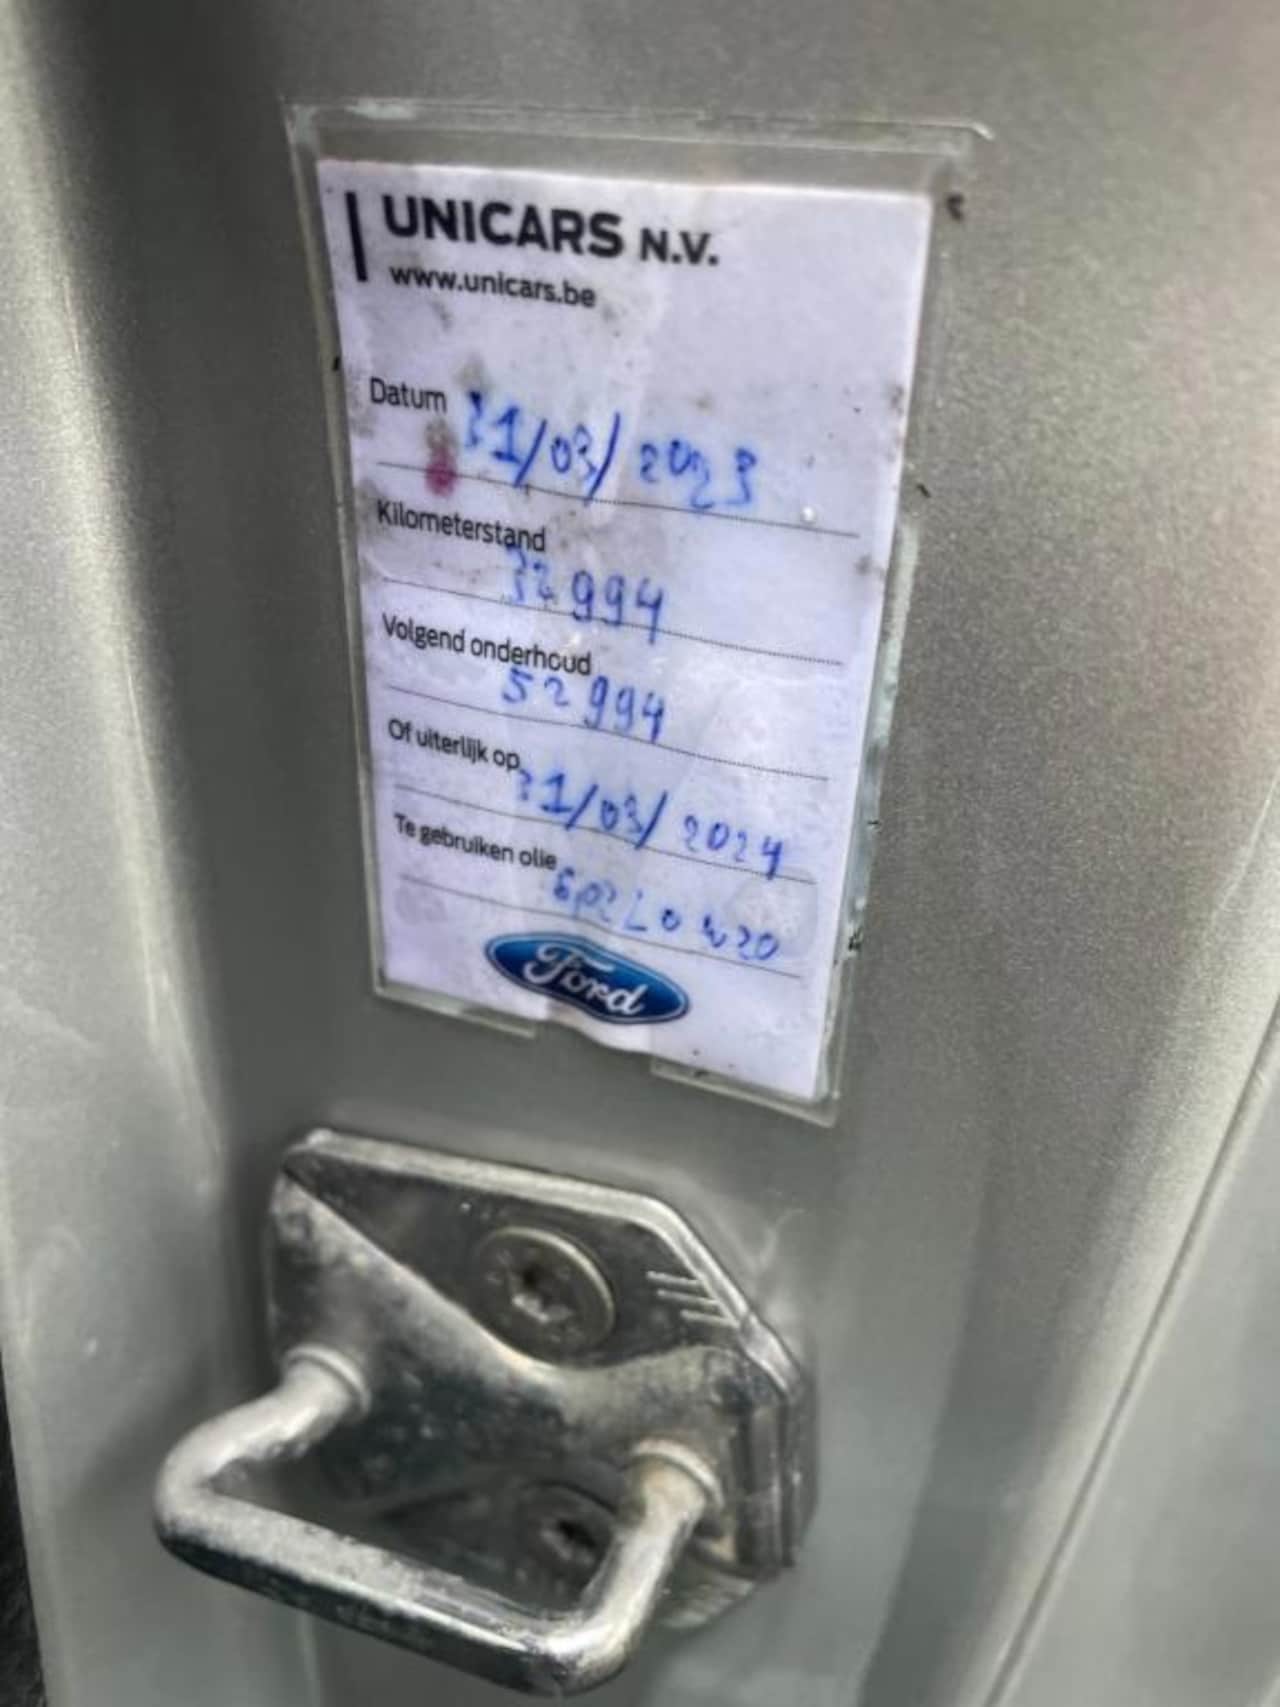 UNICARS N.V.
www.unicars.be
Datum 31/03/2023
Kilometerstand
32994
Volgend onderhoud
52994
Of uiterlijk op
31/03/2024
Te gebruiken olie
0w20
Ford